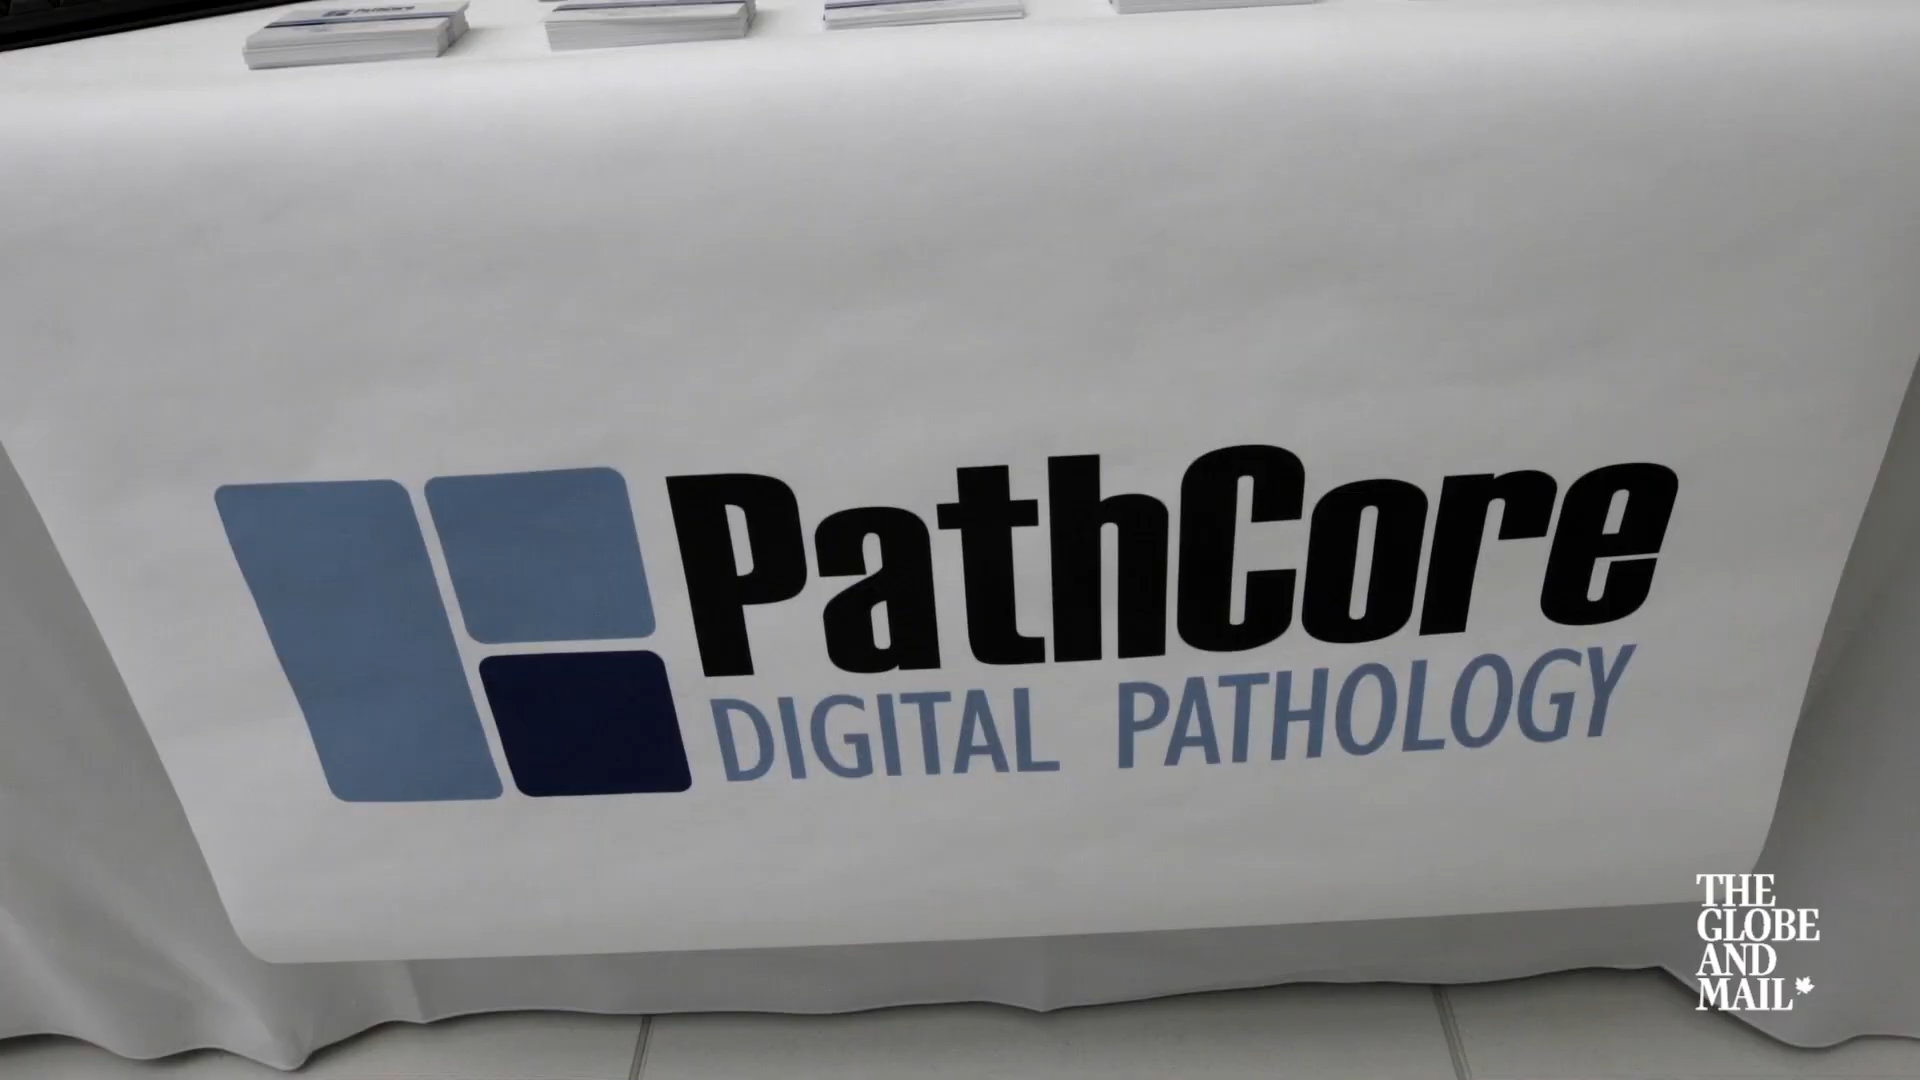 PathCore
DIGITAL PATHOLOGY
THE
GLOBE
AND
MAIL